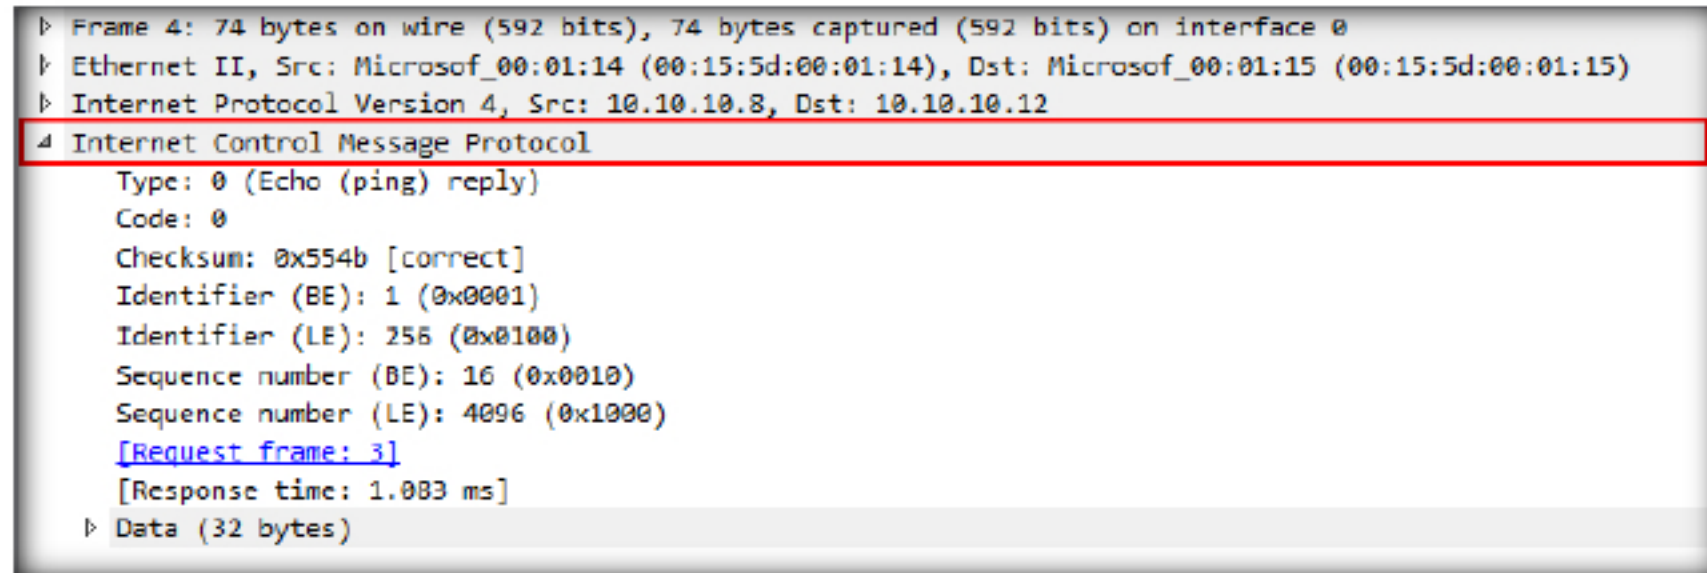 Frame 4: 74 bytes on wire (592 bits), 74 bytes captured (592 bits) on interface 0
Ethernet II, Src: Microsof_00:01:14 (00:15:5d:00:01:14), Dst: Microsof_00:01:15 (00:15:5d:00:01:15)
Internet Protocol Version 4, Src: 10.10.10.8, Dst: 10.10.10.12
Internet Control Message Protocol
Type: 0 (Echo (ping) reply)
Code: 0
Checksum: 0x554b [correct]
Identifier (BE): 1 (0x0001)
Identifier (LE): 256 (0x0100)
Sequence number (BE): 16 (0x0010)
Sequence number (LE): 4096 (0x1000)
[Request frame: 3]
[Response time: 1.083 ms]
Data (32 bytes)